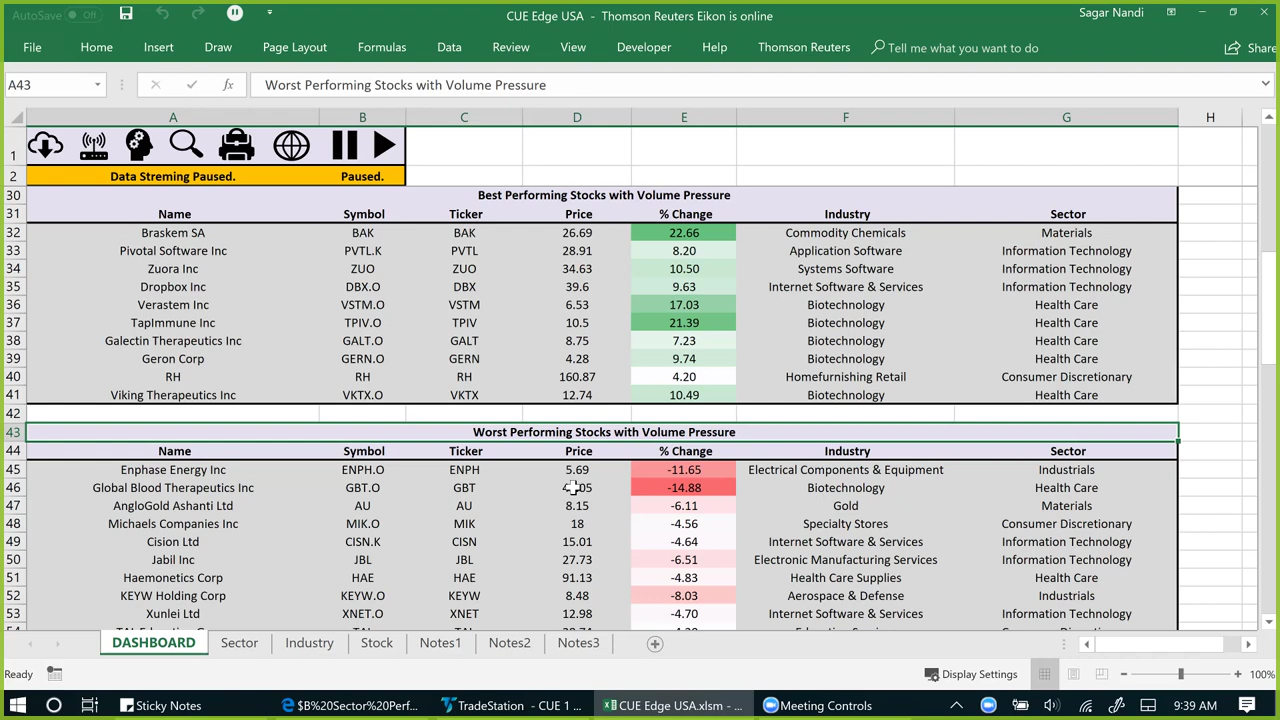 AutoSave Off
CUE Edge USA - Thomson Reuters Eikon is online
Sagar Nandi
File Home Insert Draw Page Layout Formulas Data Review View Developer Help Thomson Reuters Tell me what you want to do Share
A43 fx Worst Performing Stocks with Volume Pressure
A B C D E F G H
1
2 Data Streming Paused. Paused.
30 Best Performing Stocks with Volume Pressure
31 Name Symbol Ticker Price % Change Industry Sector
32 Braskem SA BAK BAK 26.69 22.66 Commodity Chemicals Materials
33 Pivotal Software Inc PVTL.K PVTL 28.91 8.20 Application Software Information Technology
34 Zuora Inc ZUO ZUO 34.63 10.50 Systems Software Information Technology
35 Dropbox Inc DBX.O DBX 39.6 9.63 Internet Software & Services Information Technology
36 Verastem Inc VSTM.O VSTM 6.53 17.03 Biotechnology Health Care
37 TapImmune Inc TPIV.O TPIV 10.5 21.39 Biotechnology Health Care
38 Galectin Therapeutics Inc GALT.O GALT 8.75 7.23 Biotechnology Health Care
39 Geron Corp GERN.O GERN 4.28 9.74 Biotechnology Health Care
40 RH RH RH 160.87 4.20 Homefurnishing Retail Consumer Discretionary
41 Viking Therapeutics Inc VKTX.O VKTX 12.74 10.49 Biotechnology Health Care
42
43 Worst Performing Stocks with Volume Pressure
44 Name Symbol Ticker Price % Change Industry Sector
45 Enphase Energy Inc ENPH.O ENPH 5.69 -11.65 Electrical Components & Equipment Industrials
46 Global Blood Therapeutics Inc GBT.O GBT -14.88 Biotechnology Health Care
47 AngloGold Ashanti Ltd AU AU 8.15 -6.11 Gold Materials
48 Michaels Companies Inc MIK.O MIK 18 -4.56 Specialty Stores Consumer Discretionary
49 Cision Ltd CISN.K CISN 15.01 -4.64 Internet Software & Services Information Technology
50 Jabil Inc JBL JBL 27.73 -6.51 Electronic Manufacturing Services Information Technology
51 Haemonetics Corp HAE HAE 91.13 -4.83 Health Care Supplies Health Care
52 KEYW Holding Corp KEYW.O KEYW 8.48 -8.03 Aerospace & Defense Industrials
53 Xunlei Ltd XNET.O XNET 12.98 -4.70 Internet Software & Services Information Technology
DASHBOARD Sector Industry Stock Notes1 Notes2 Notes3
Ready Display Settings 100%
Sticky Notes $B%20Sector%20Perf... TradeStation - CUE 1 ... CUE Edge USA.xlsm - ... Meeting Controls 9:39 AM